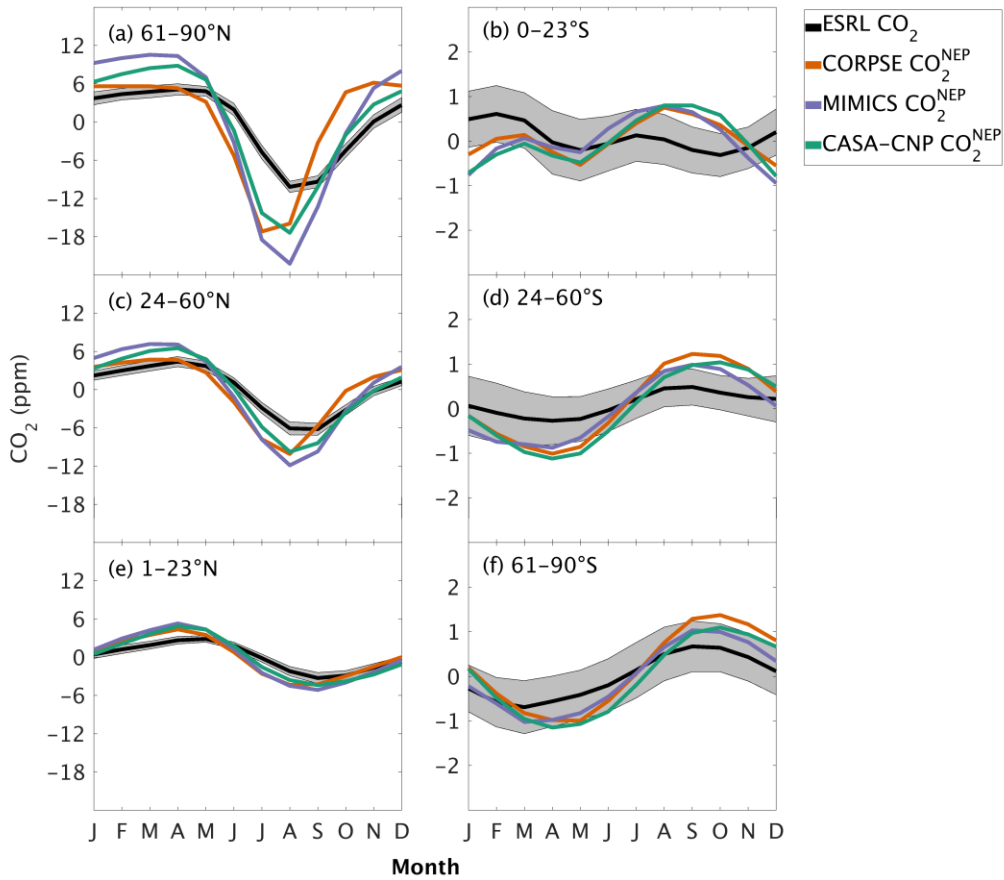 (a) 61–90°N
12
6
0
−6
−12
−18
(b) 0–23°S
2
1
0
−1
−2
ESRL CO₂
CORPSE CO₂ᴺᴱᴾ
MIMICS CO₂ᴺᴱᴾ
CASA−CNP CO₂ᴺᴱᴾ
J F M A M J J A S O N D
J F M A M J J A S O N D
(c) 24–60°N
12
6
0
−6
−12
−18
CO₂ (ppm)
(d) 24–60°S
2
1
0
−1
−2
J F M A M J J A S O N D
J F M A M J J A S O N D
(e) 1–23°N
12
6
0
−6
−12
−18
(f) 61–90°S
2
1
0
−1
−2
J F M A M J J A S O N D
J F M A M J J A S O N D
Month